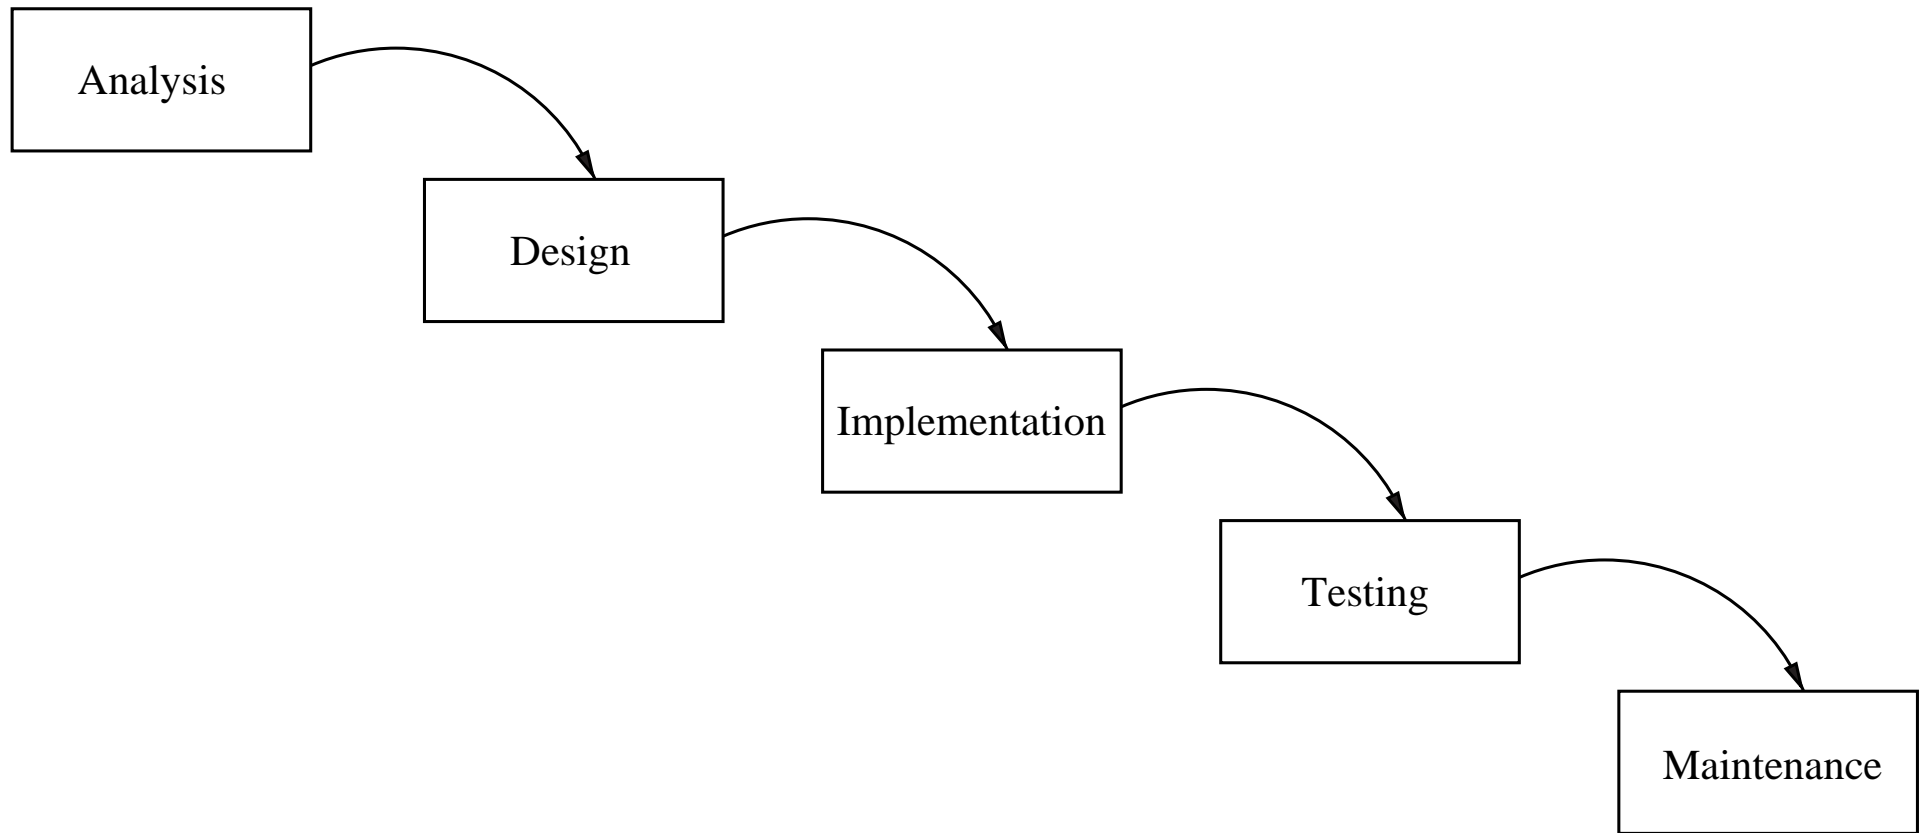 Analysis
Design
Implementation
Testing
Maintenance